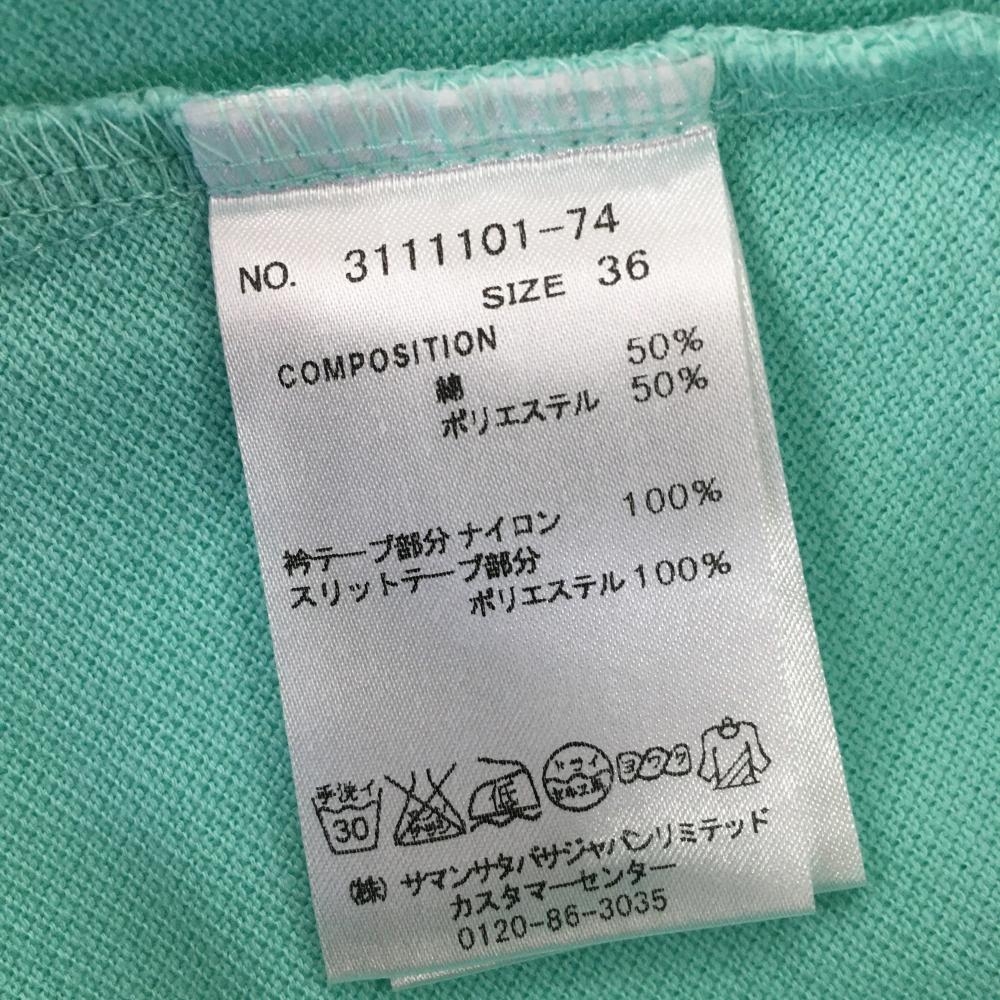 NO. 3111101-74
SIZE 36
COMPOSITION
綿 50%
ポリエステル 50%
衿テープ部分 ナイロン 100%
スリットテープ部分
ポリエステル 100%
手洗イ 30 低 ドライ セキユ系
(株) サマンサタバサジャパンリミテッド
カスタマーセンター
0120-86-3035